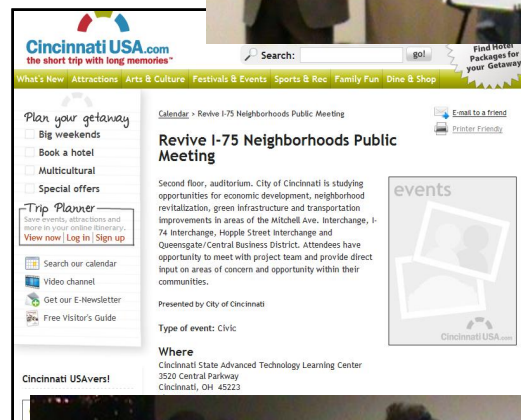 Cincinnati USA.com
the short trip with long memories™
Search:
go!
Find Hotel
Packages for
your Getaway
What's New Attractions Arts & Culture Festivals & Events Sports & Rec Family Fun Dine & Shop
Plan your getaway
Big weekends
Book a hotel
Multicultural
Special offers
Trip Planner
Save events, attractions and
more in your online itinerary.
View now | Log in | Sign up
Search our calendar
Video channel
Get our E-Newsletter
Free Visitor's Guide
Cincinnati USAvers!
Calendar > Revive I-75 Neighborhoods Public Meeting
E-mail to a friend
Printer Friendly
Revive I-75 Neighborhoods Public
Meeting
Second floor, auditorium. City of Cincinnati is studying
opportunities for economic development, neighborhood
revitalization, green infrastructure and transportation
improvements in areas of the Mitchell Ave. Interchange, I-
74 Interchange, Hopple Street Interchange and
Queensgate/Central Business District. Attendees have
opportunity to meet with project team and provide direct
input on areas of concern and opportunity within their
communities.
Presented by City of Cincinnati
Type of event: Civic
Where
Cincinnati State Advanced Technology Learning Center
3520 Central Parkway
Cincinnati, OH 45223
events
Cincinnati USA.com